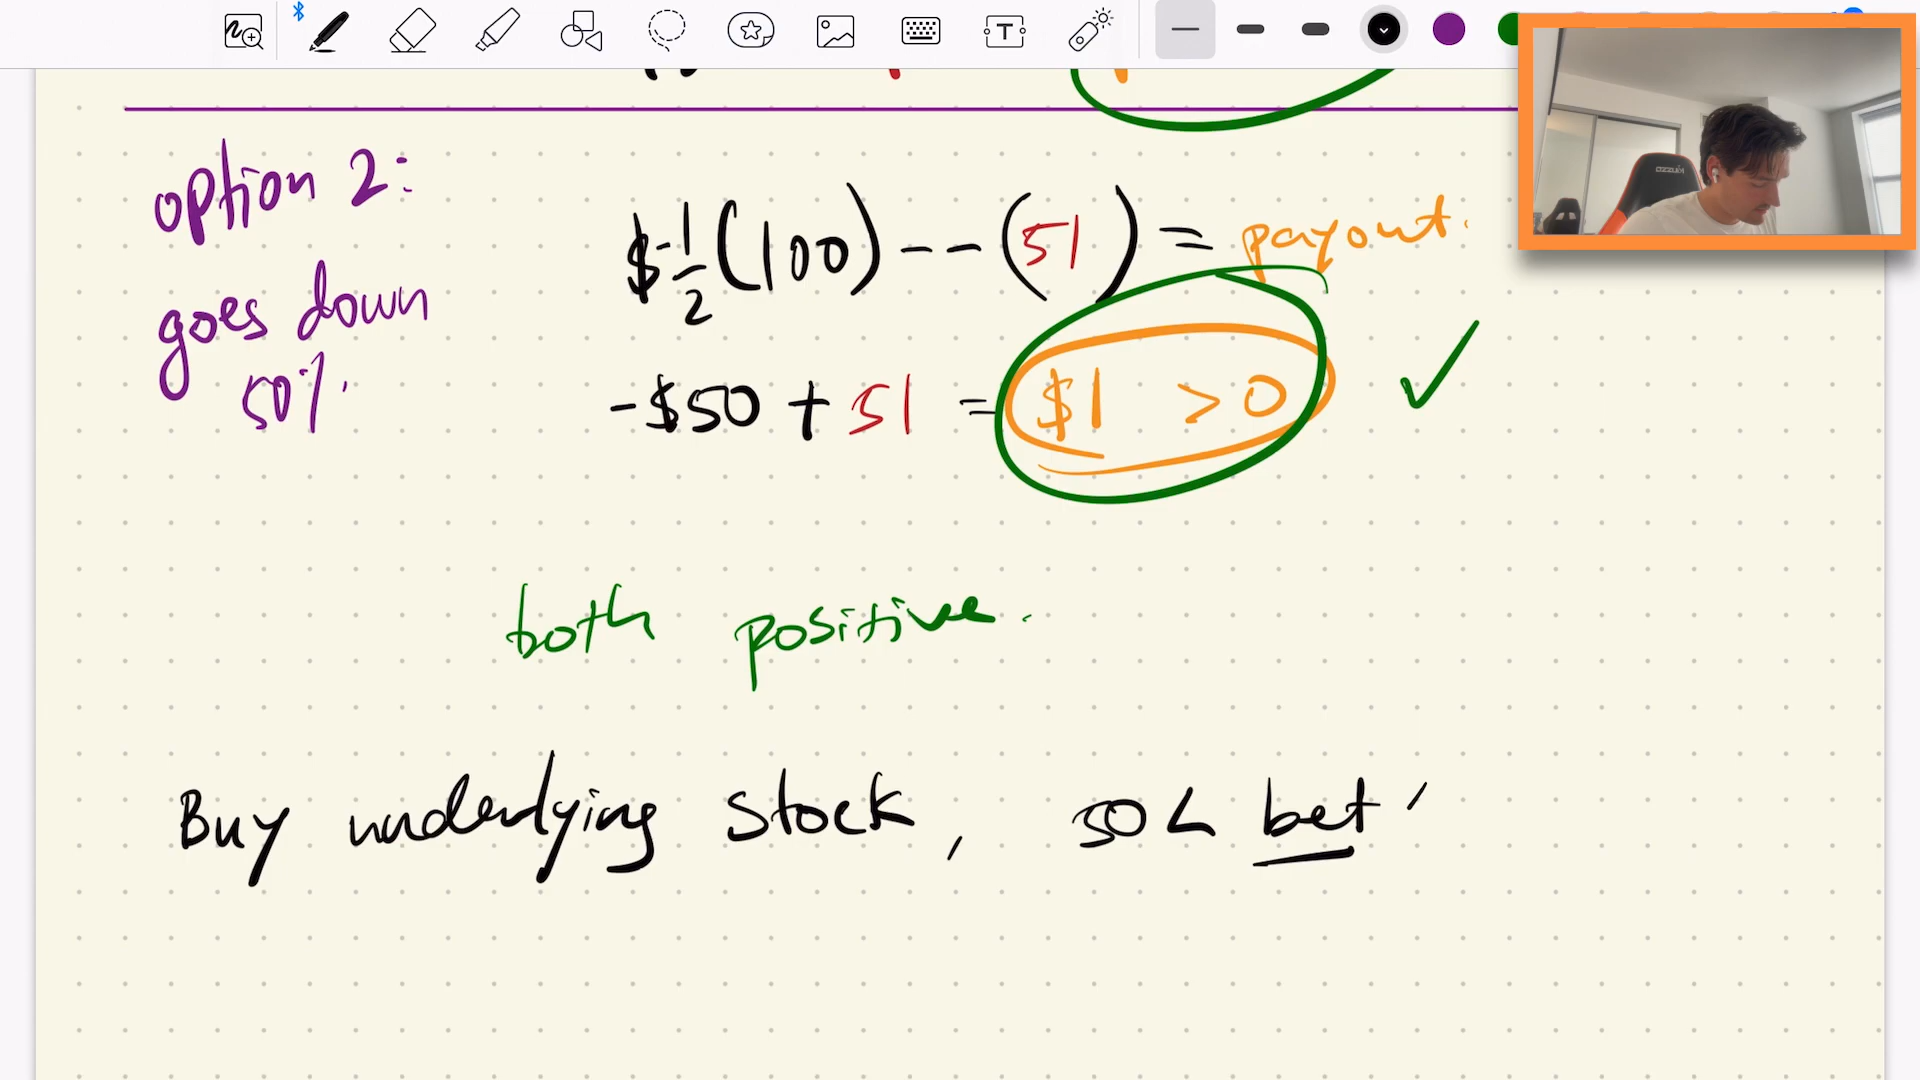 option 2:
goes down
50%.
$-1/2(100) - - (51) = payout.
-$50 + 51 = $1 > 0 ✓
both positive.
Buy underlying stock, 50 < bet